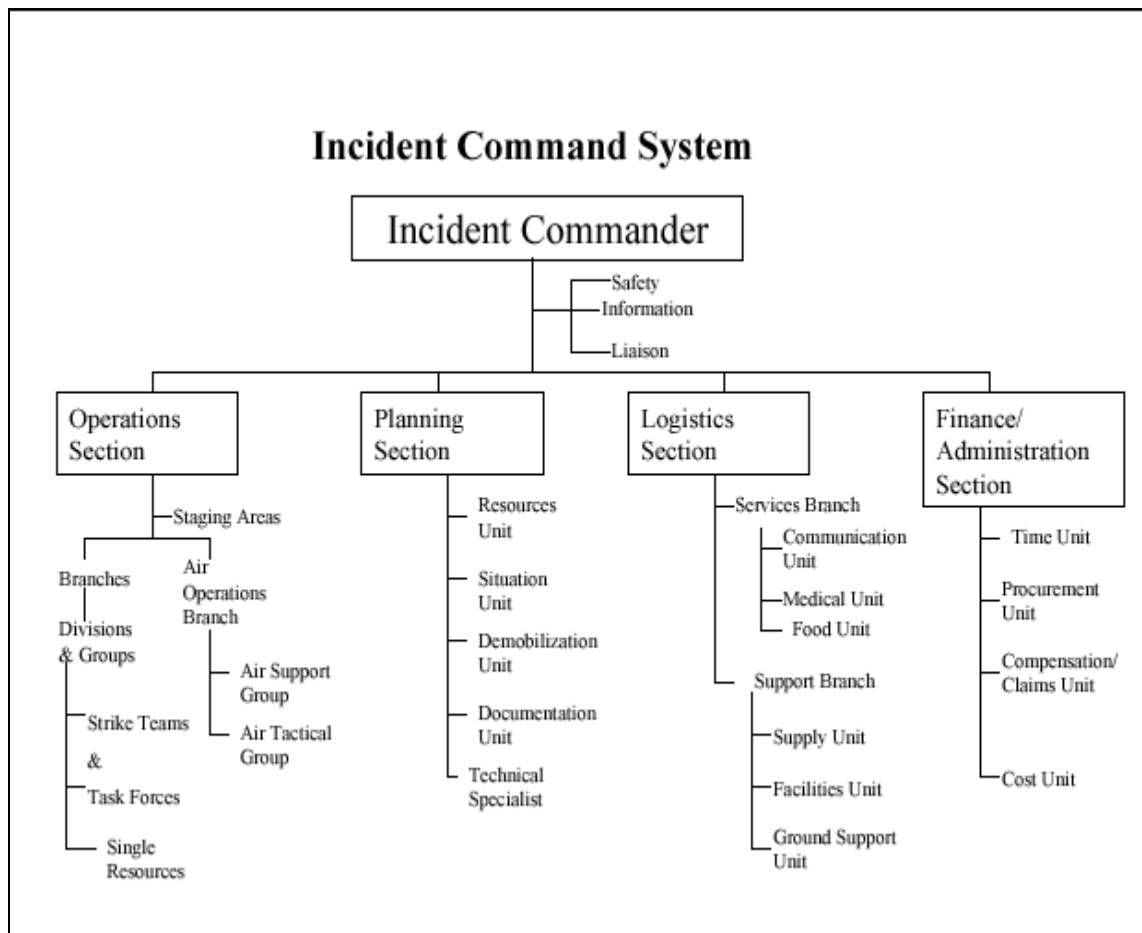 Incident Command System
Incident Commander
Safety
Information
Liaison
Operations
Section
Staging Areas
Branches
Divisions
& Groups
Strike Teams
&
Task Forces
Single
Resources
Air
Operations
Branch
Air Support
Group
Air Tactical
Group
Planning
Section
Resources
Unit
Situation
Unit
Demobilization
Unit
Documentation
Unit
Technical
Specialist
Logistics
Section
Services Branch
Communication
Unit
Medical Unit
Food Unit
Support Branch
Supply Unit
Facilities Unit
Ground Support
Unit
Finance/
Administration
Section
Time Unit
Procurement
Unit
Compensation/
Claims Unit
Cost Unit